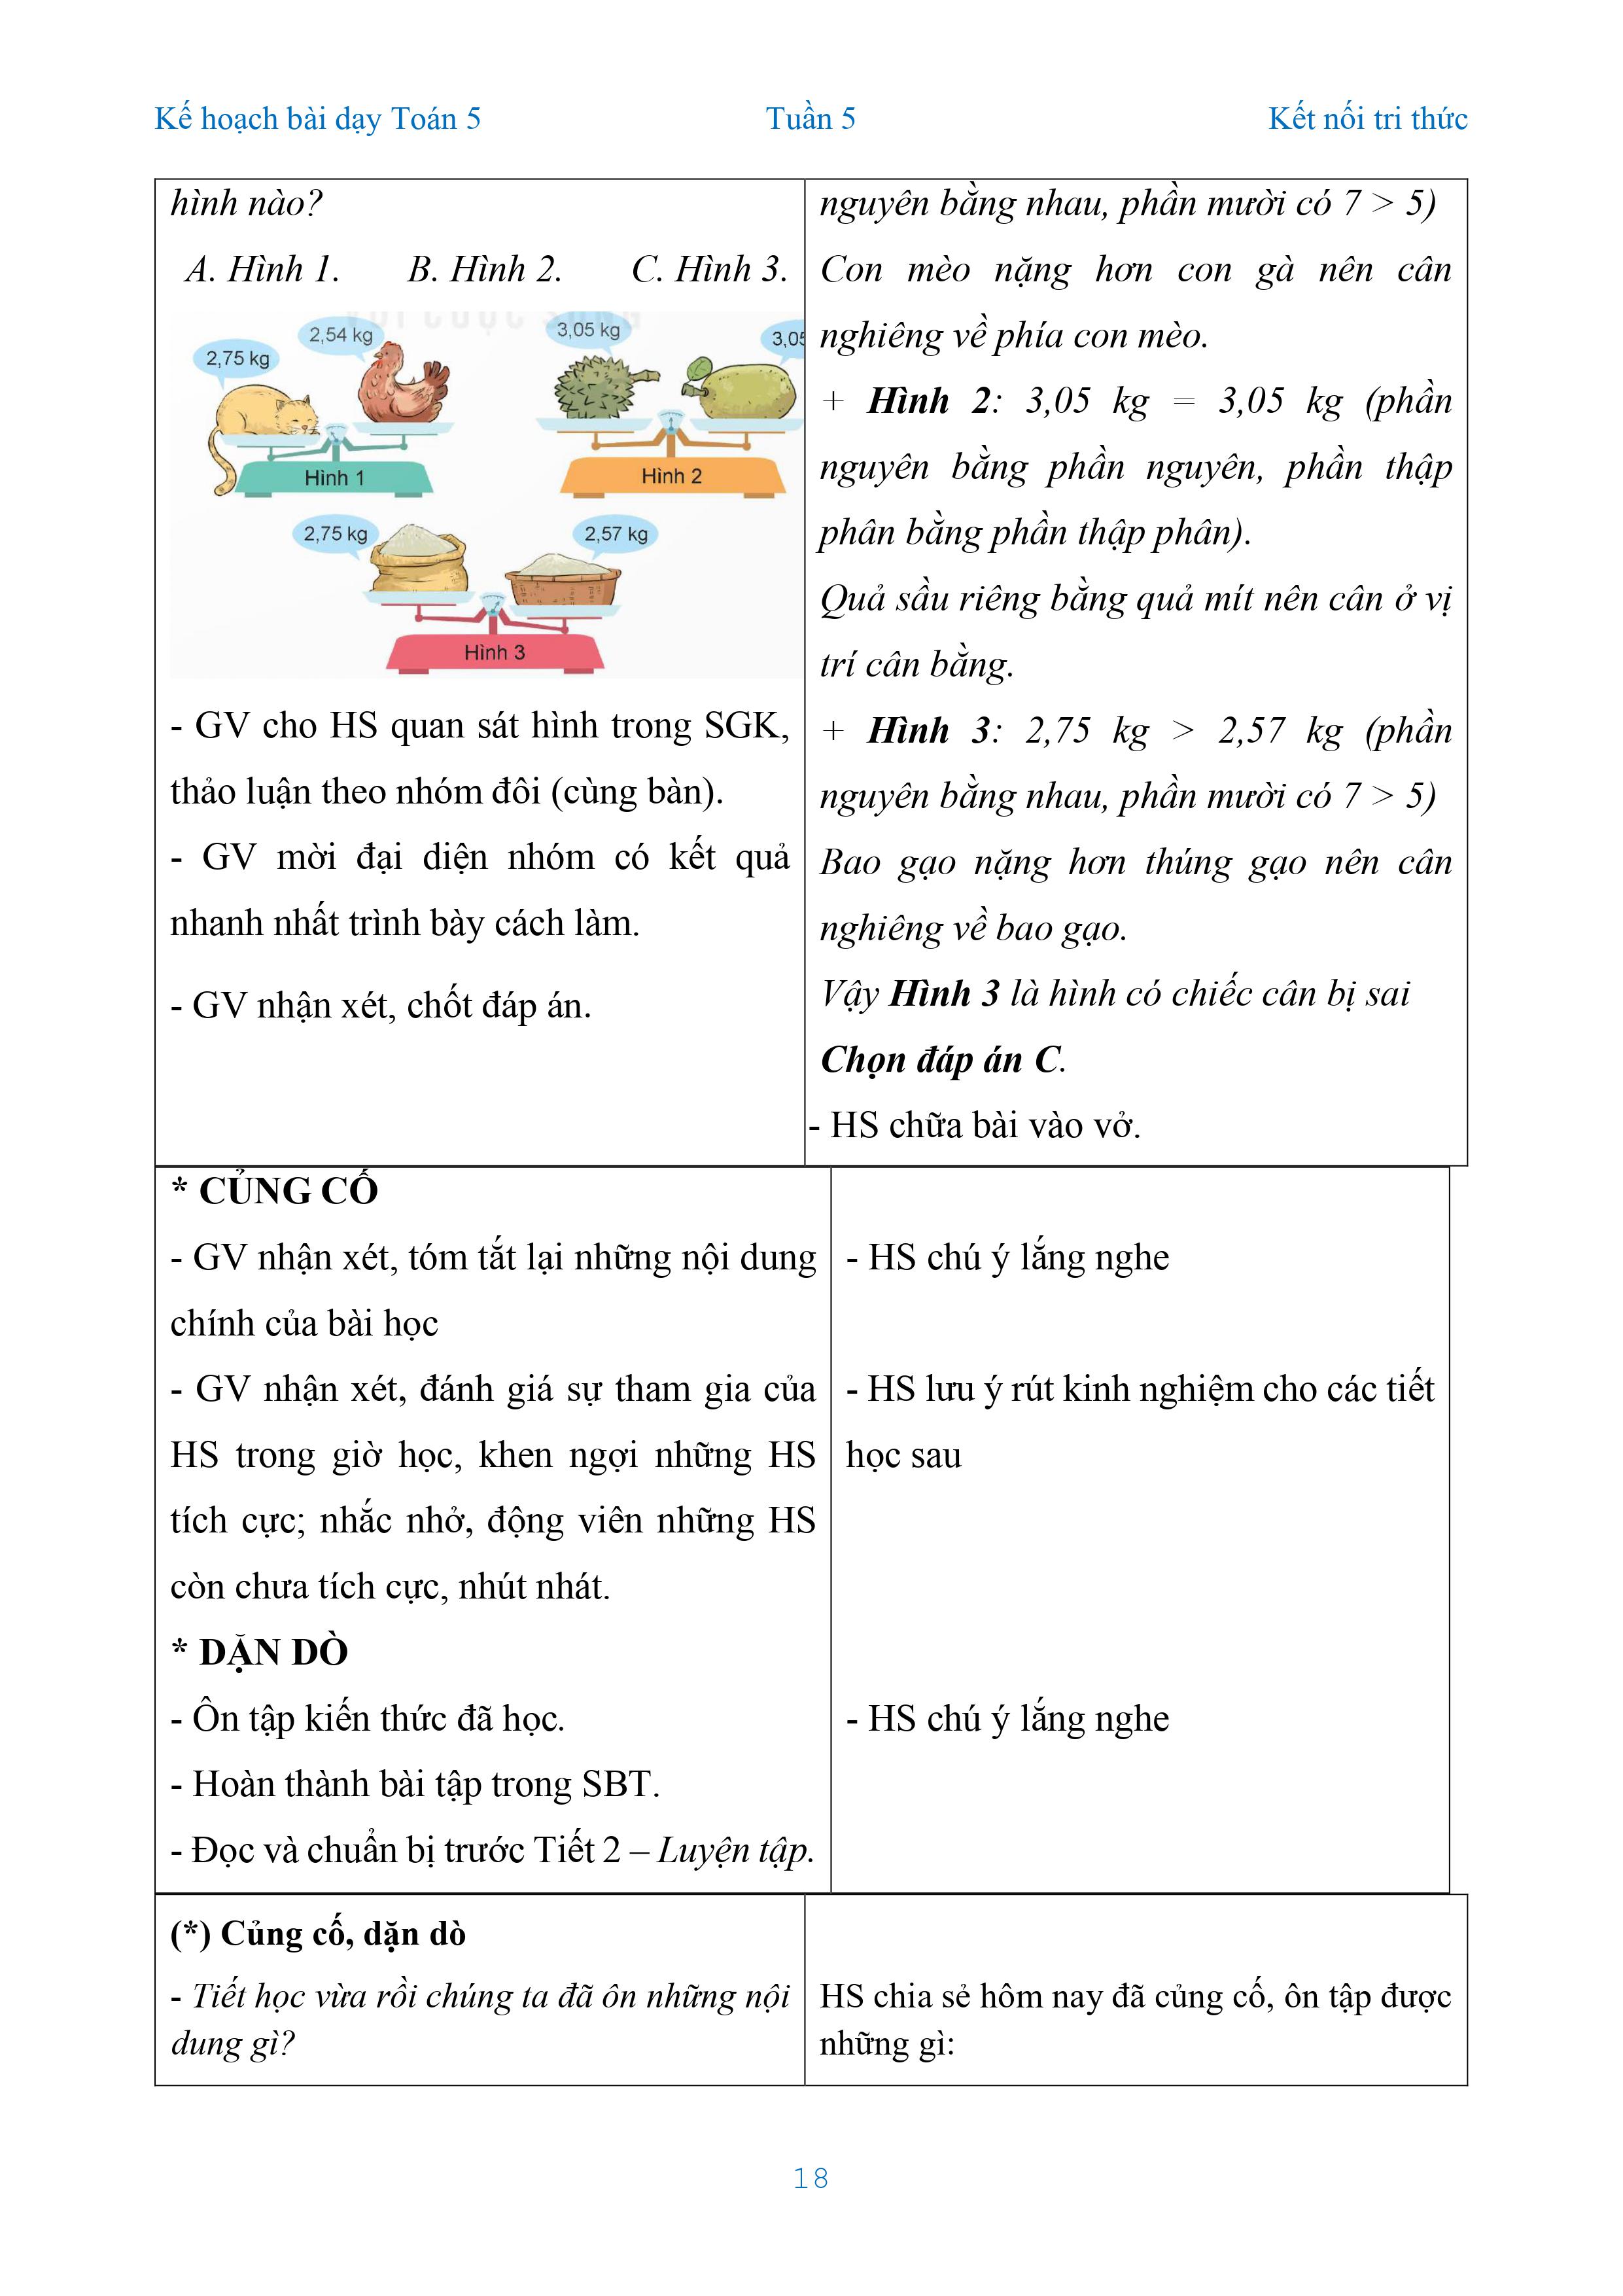 Kế hoạch bài dạy Toán 5 Tuần 5 Kết nối tri thức
hình nào?
A. Hình 1. B. Hình 2. C. Hình 3.
2,75 kg
2,54 kg
Hình 1
3,05 kg
3,05
Hình 2
2,75 kg
2,57 kg
Hình 3
- GV cho HS quan sát hình trong SGK,
thảo luận theo nhóm đôi (cùng bàn).
- GV mời đại diện nhóm có kết quả
nhanh nhất trình bày cách làm.
- GV nhận xét, chốt đáp án.
nguyên bằng nhau, phần mười có 7 > 5)
Con mèo nặng hơn con gà nên cân
nghiêng về phía con mèo.
+ Hình 2: 3,05 kg = 3,05 kg (phần
nguyên bằng phần nguyên, phần thập
phân bằng phần thập phân).
Quả sầu riêng bằng quả mít nên cân ở vị
trí cân bằng.
+ Hình 3: 2,75 kg > 2,57 kg (phần
nguyên bằng nhau, phần mười có 7 > 5)
Bao gạo nặng hơn thúng gạo nên cân
nghiêng về bao gạo.
Vậy Hình 3 là hình có chiếc cân bị sai
Chọn đáp án C.
- HS chữa bài vào vở.
* CỦNG CỐ
- GV nhận xét, tóm tắt lại những nội dung
chính của bài học
- GV nhận xét, đánh giá sự tham gia của
HS trong giờ học, khen ngợi những HS
tích cực; nhắc nhở, động viên những HS
còn chưa tích cực, nhút nhát.
* DẶN DÒ
- Ôn tập kiến thức đã học.
- Hoàn thành bài tập trong SBT.
- Đọc và chuẩn bị trước Tiết 2 – Luyện tập.
- HS chú ý lắng nghe
- HS lưu ý rút kinh nghiệm cho các tiết
học sau
- HS chú ý lắng nghe
(*) Củng cố, dặn dò
- Tiết học vừa rồi chúng ta đã ôn những nội
dung gì?
HS chia sẻ hôm nay đã củng cố, ôn tập được
những gì:
18